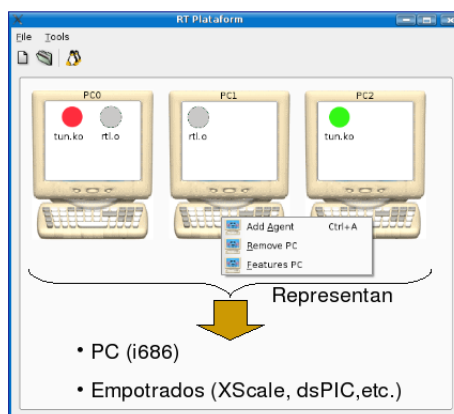 RT Plataform
File Tools
PC0 PC1 PC2
tun.ko rtl.o rtl.o tun.ko
Add Agent Ctrl+A
Remove PC
Features PC
Representan
• PC (i686)
• Empotrados (XScale, dsPIC,etc.)